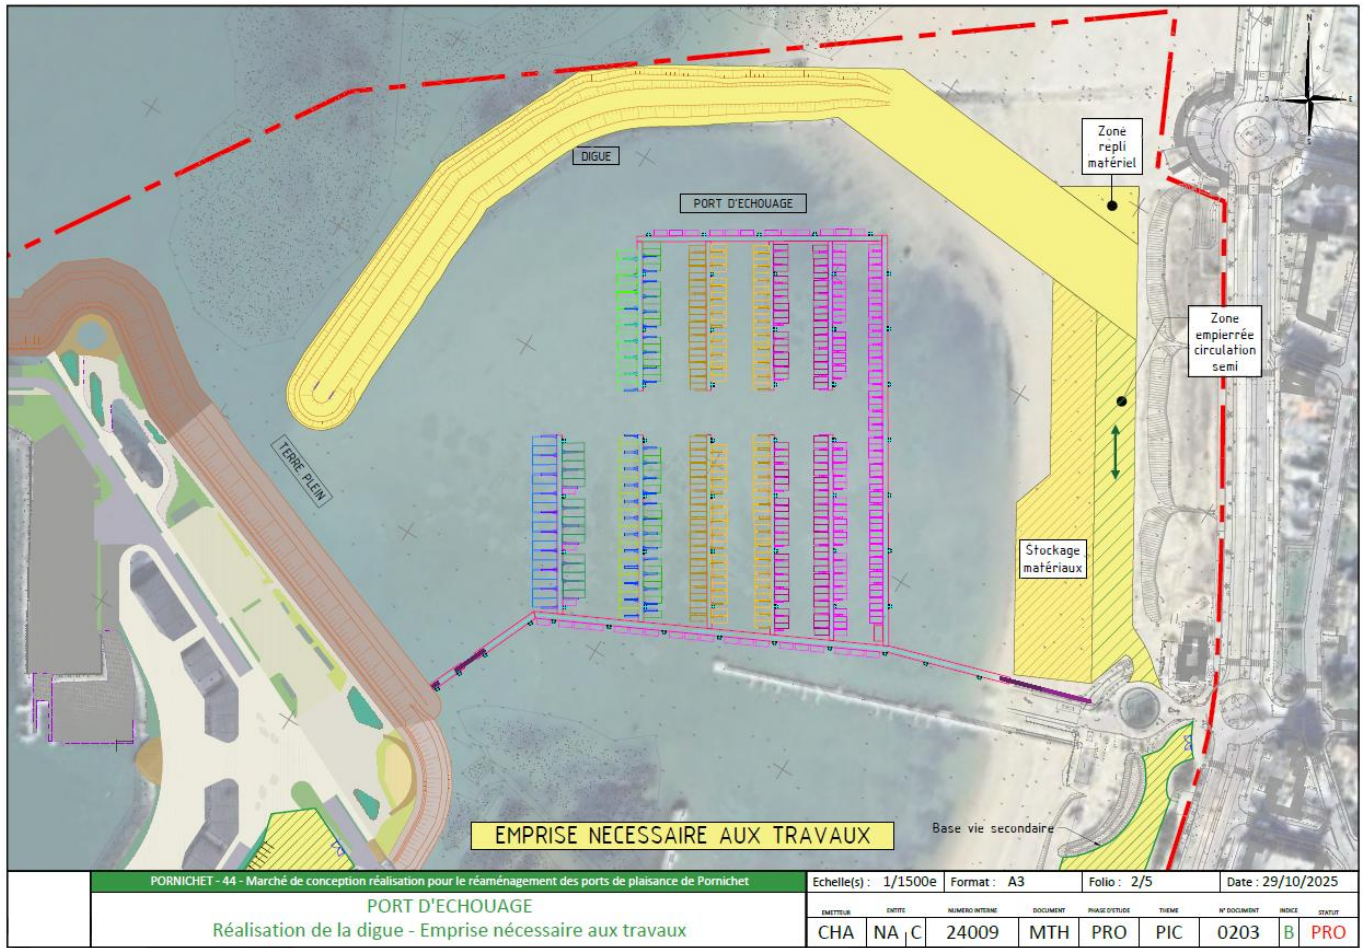 N
E
S
Zone
repli
matériel
DIGUE
PORT D'ECHOUAGE
Zone
empierrée
circulation
semi
TERRE PLEIN
Stockage
matériaux
EMPRISE NECESSAIRE AUX TRAVAUX
Base vie secondaire
PORNICHET - 44 - Marché de conception réalisation pour le réaménagement des ports de plaisance de Pornichet
PORT D'ECHOUAGE
Réalisation de la digue - Emprise nécessaire aux travaux
Echelle(s) : 1/1500e Format : A3 Folio : 2/5 Date : 29/10/2025
EMETTEUR ENTITE NUMERO INTERNE DOCUMENT PHASE D'ETUDE THEME N° DOCUMENT INDICE STATUT
CHA NA C 24009 MTH PRO PIC 0203 B PRO